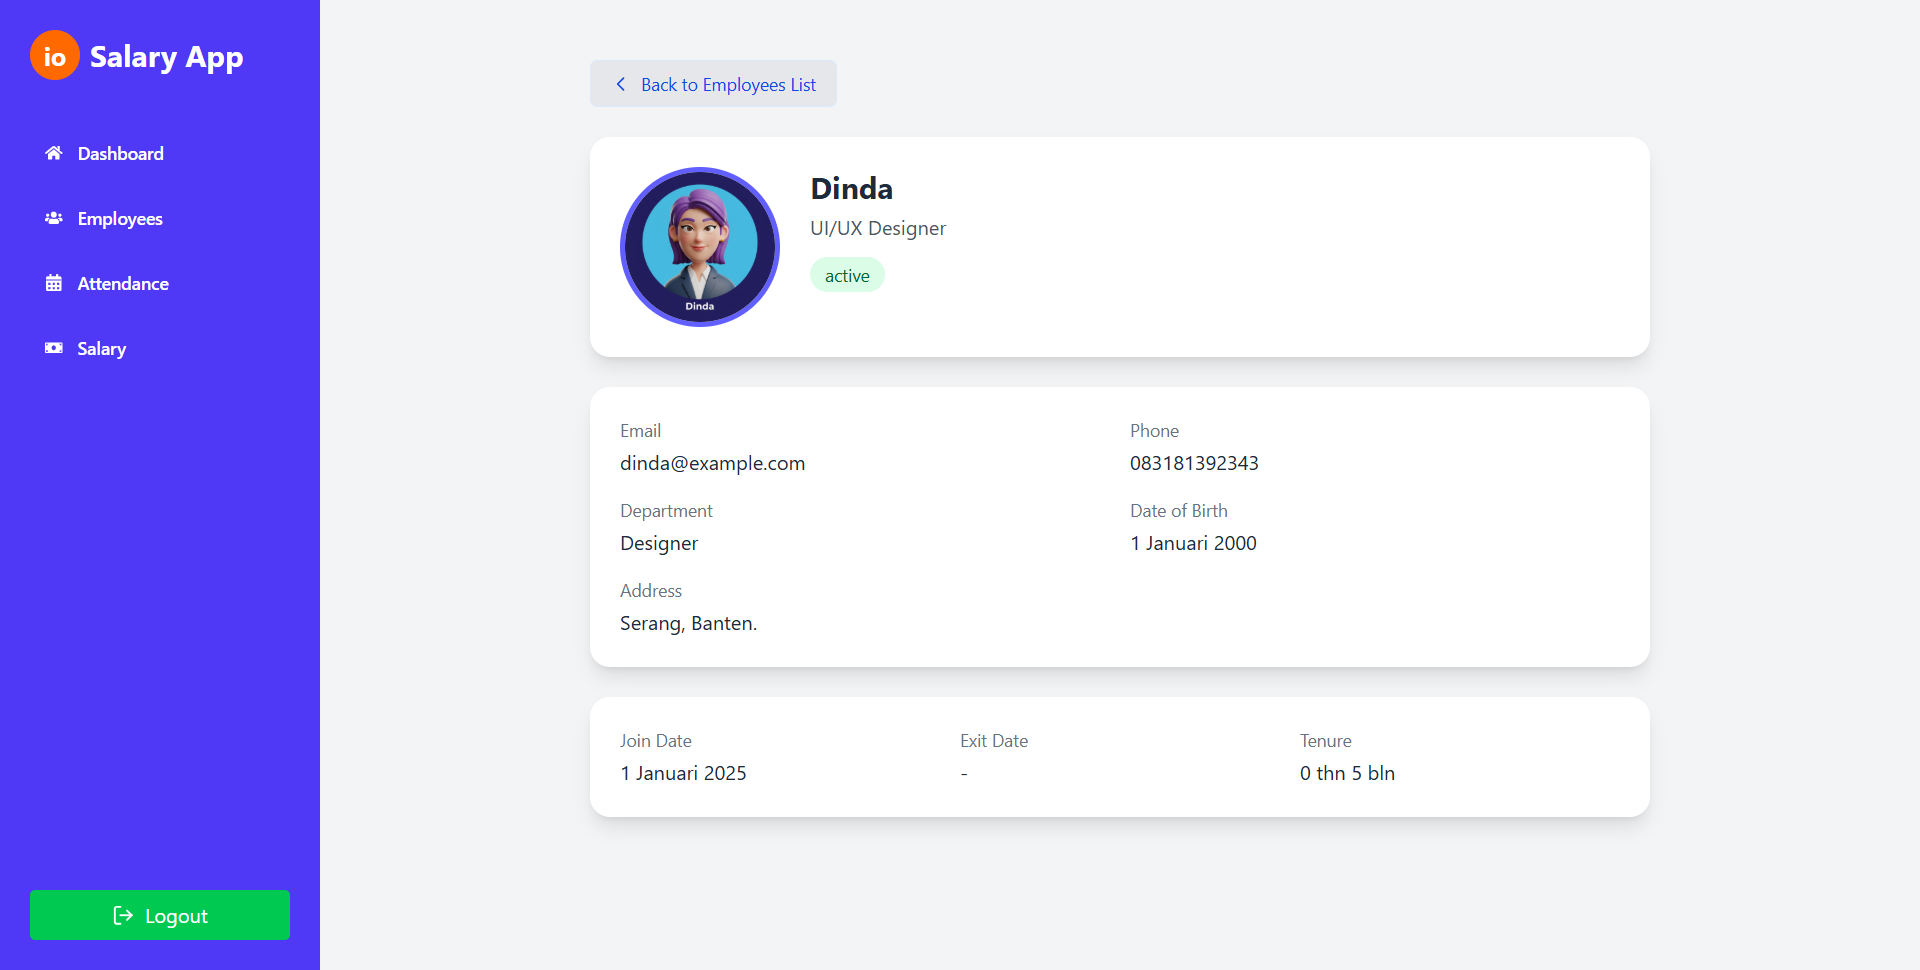 io Salary App
Dashboard
Employees
Attendance
Salary
Logout
Back to Employees List
Dinda
Dinda
UI/UX Designer
active
Email
dinda@example.com
Phone
083181392343
Department
Designer
Date of Birth
1 Januari 2000
Address
Serang, Banten.
Join Date
1 Januari 2025
Exit Date
-
Tenure
0 thn 5 bln